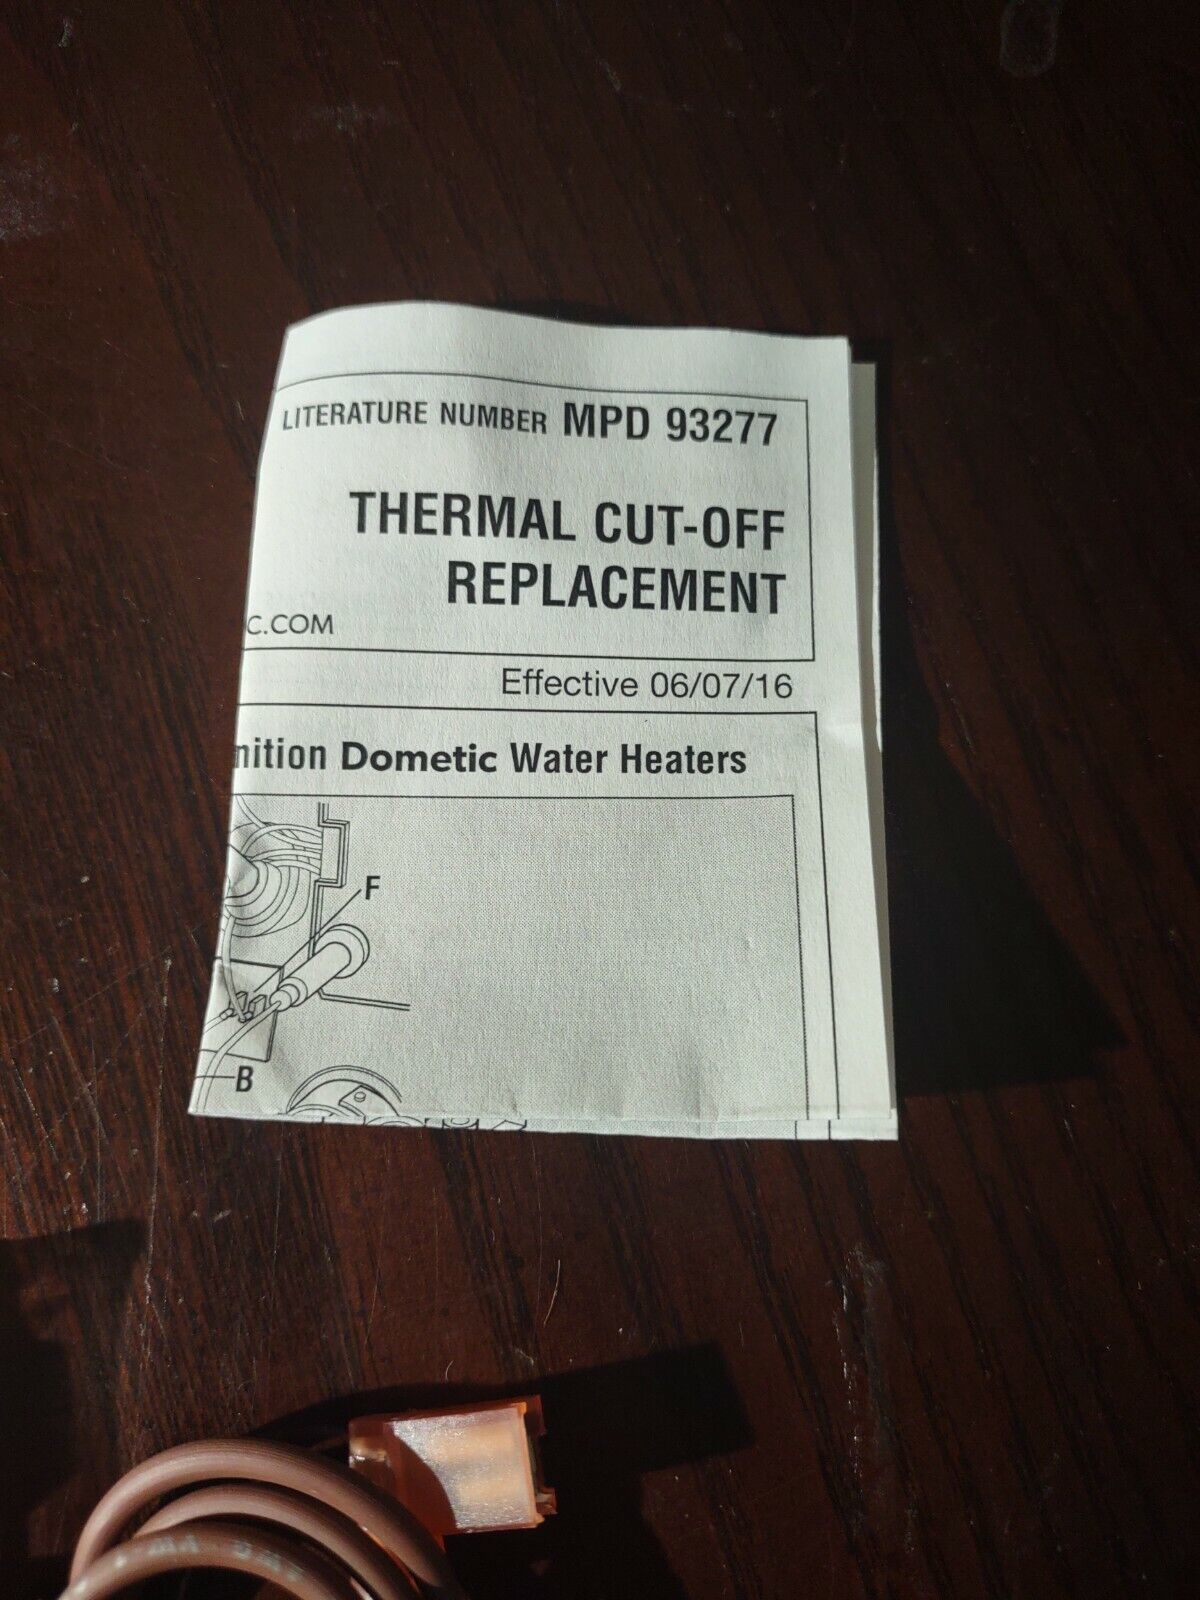 LITERATURE NUMBER MPD 93277
THERMAL CUT-OFF
REPLACEMENT
C.COM
Effective 06/07/16
nition Dometic Water Heaters
F
B